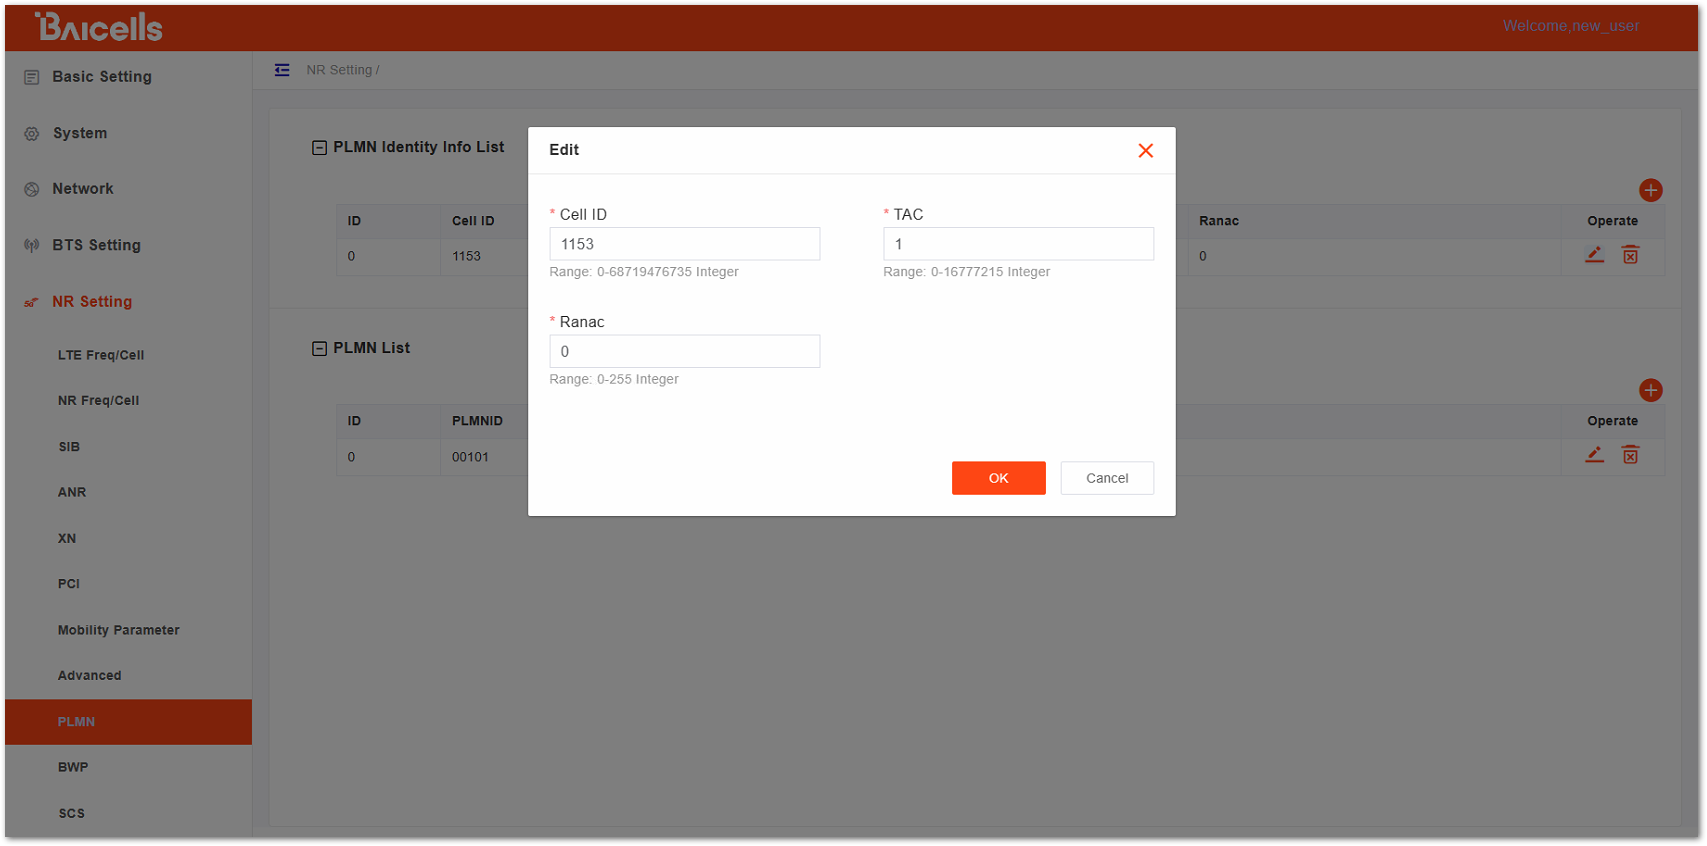 Baicells
Welcome,new_user
Basic Setting
System
Network
BTS Setting
NR Setting
LTE Freq/Cell
NR Freq/Cell
SIB
ANR
XN
PCI
Mobility Parameter
Advanced
PLMN
BWP
SCS
NR Setting /
PLMN Identity Info List
ID Cell ID Ranac Operate
0 1153 0
PLMN List
ID PLMNID Operate
0 00101
Edit
* Cell ID
1153
Range: 0-68719476735 Integer
* TAC
1
Range: 0-16777215 Integer
* Ranac
0
Range: 0-255 Integer
OK Cancel